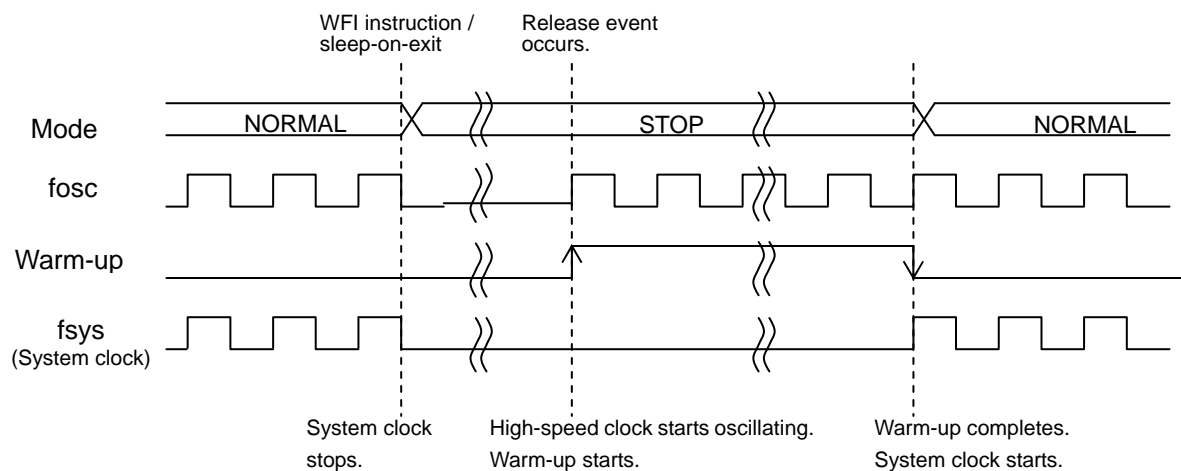 WFI instruction /
sleep-on-exit
Release event
occurs.
Mode
NORMAL
STOP
NORMAL
fosc
Warm-up
fsys
(System clock)
System clock
stops.
High-speed clock starts oscillating.
Warm-up starts.
Warm-up completes.
System clock starts.